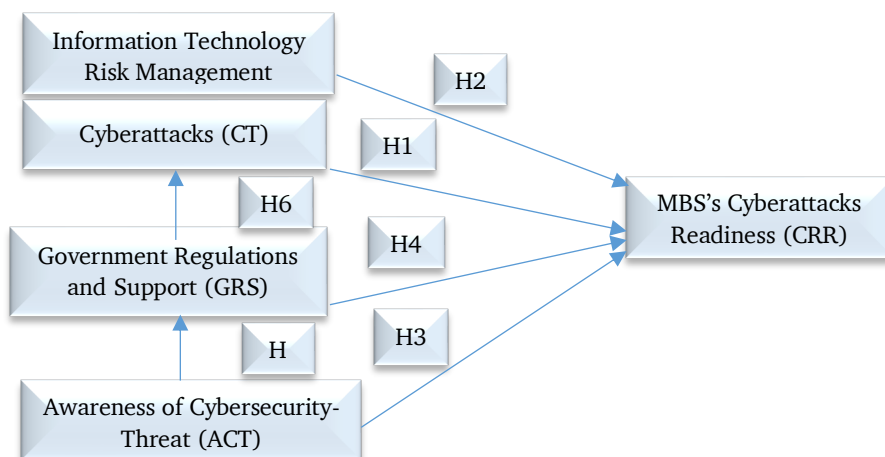 Information Technology
Risk Management
H2
Cyberattacks (CT)
H1
MBS’s Cyberattacks
Readiness (CRR)
H6
Government Regulations
and Support (GRS)
H4
H
H3
Awareness of Cybersecurity-
Threat (ACT)